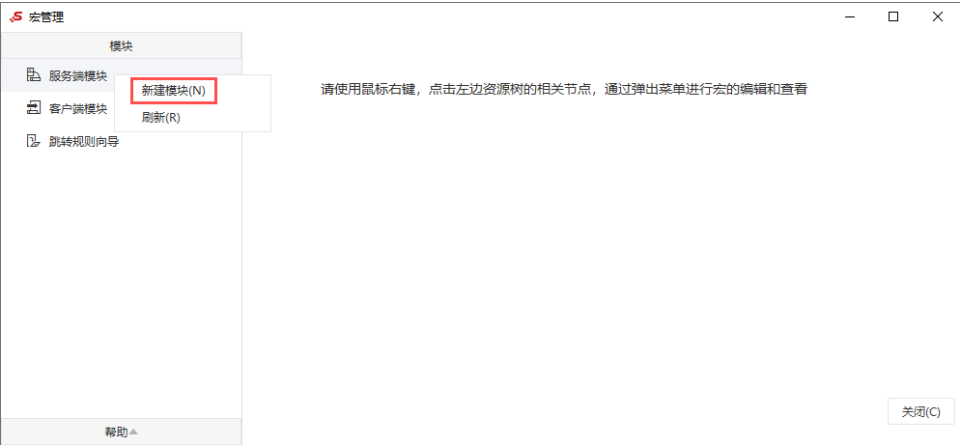 宏管理
模块
服务端模块
新建模块(N)
请使用鼠标右键，点击左边资源树的相关节点，通过弹出菜单进行宏的编辑和查看
客户端模块
刷新(R)
跳转规则向导
关闭(C)
帮助